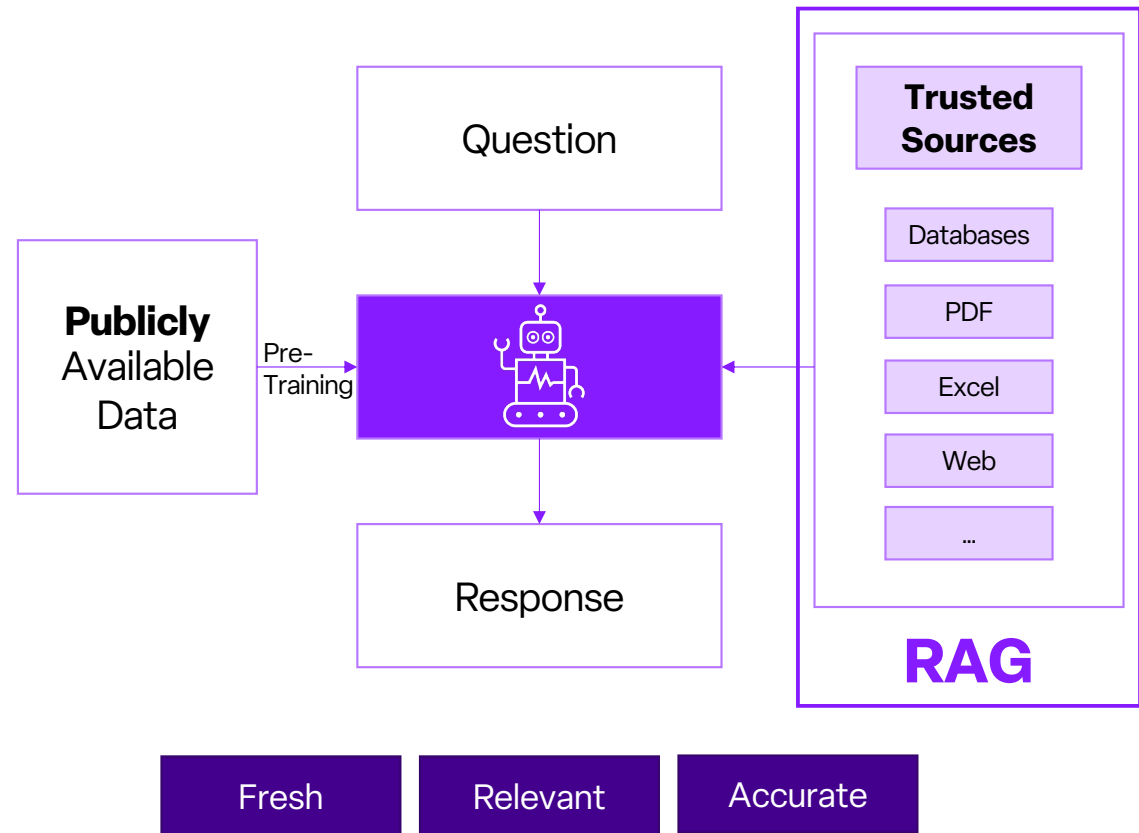 Question
Publicly
Available
Data
Pre-
Training
Response
Trusted
Sources
Databases
PDF
Excel
Web
...
RAG
Fresh
Relevant
Accurate